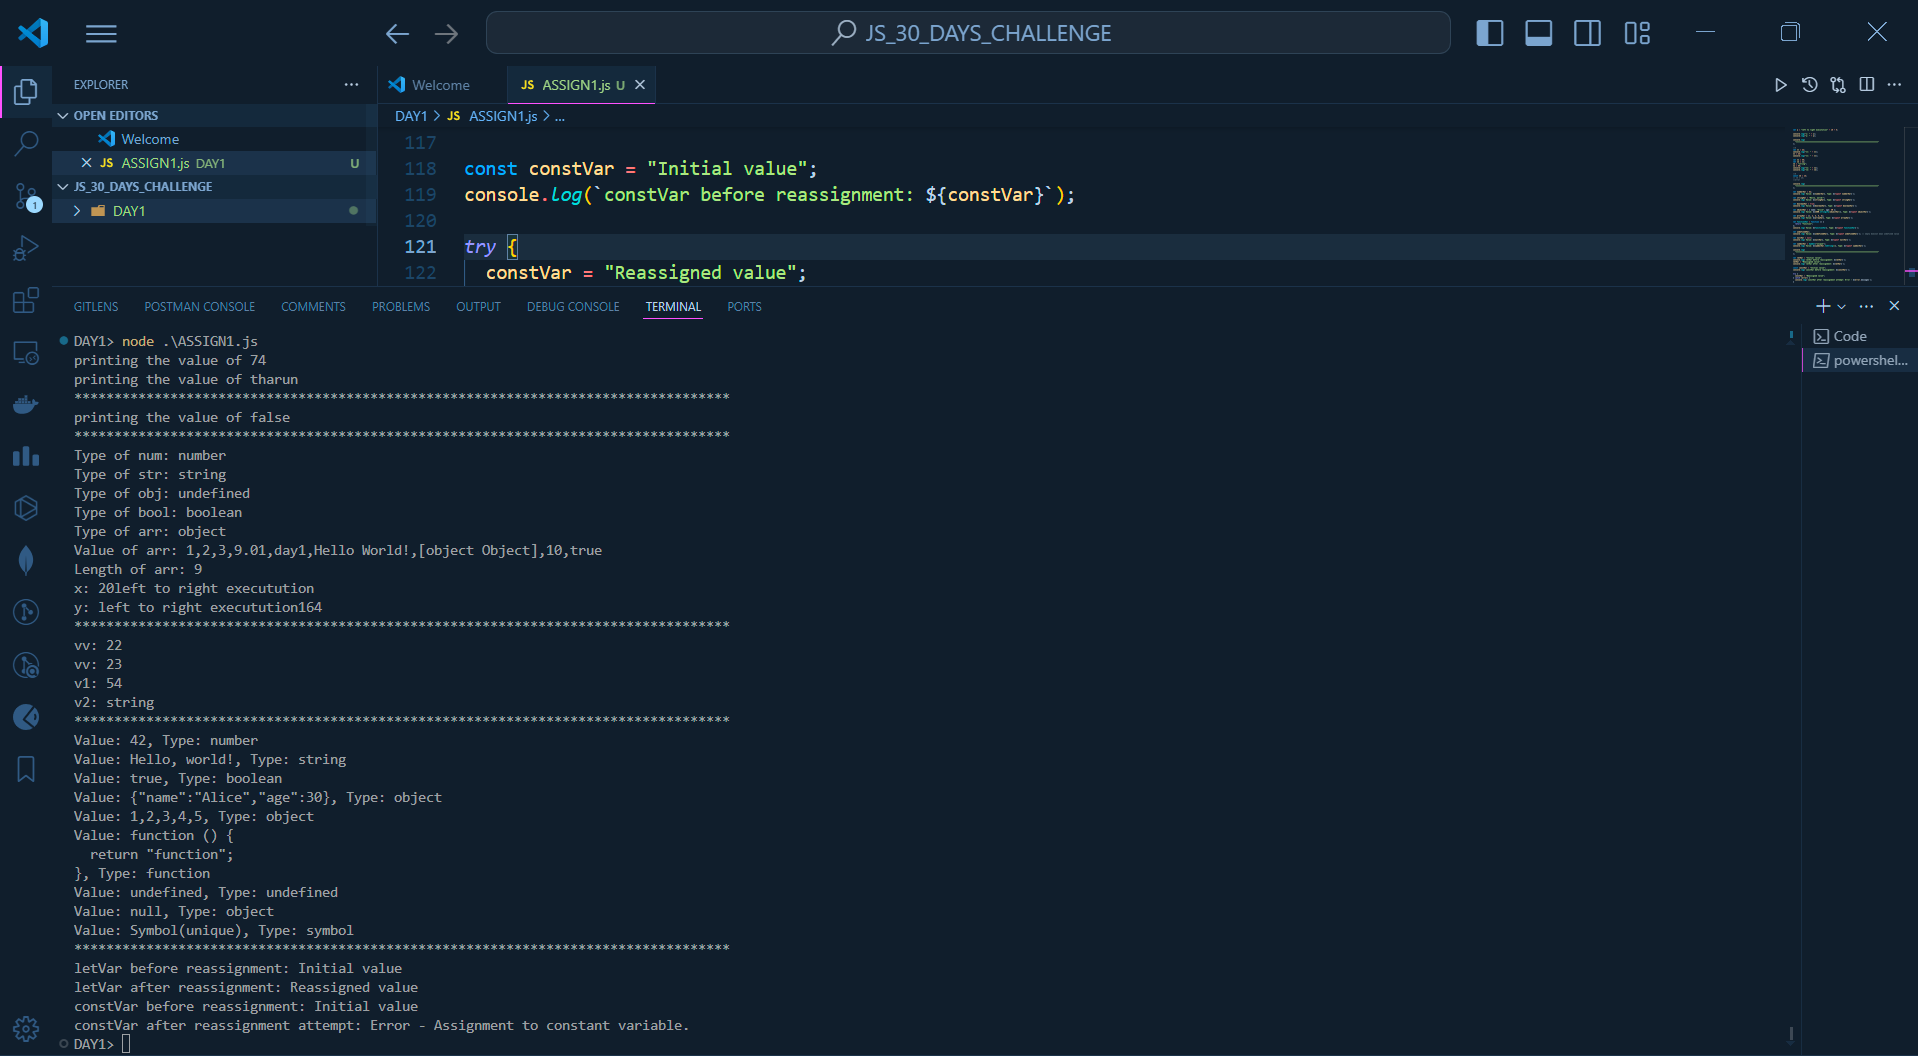 JS_30_DAYS_CHALLENGE
EXPLORER
OPEN EDITORS
Welcome
JS ASSIGN1.js DAY1 U
JS_30_DAYS_CHALLENGE
DAY1
1
Welcome
JS ASSIGN1.js U
DAY1 > JS ASSIGN1.js > ...
117
118 const constVar = "Initial value";
119 console.log(`constVar before reassignment: ${constVar}`);
120
121 try {
122 constVar = "Reassigned value";
GITLENS POSTMAN CONSOLE COMMENTS PROBLEMS OUTPUT DEBUG CONSOLE TERMINAL PORTS
DAY1> node .\ASSIGN1.js
printing the value of 74
printing the value of tharun
**********************************************************************************
printing the value of false
**********************************************************************************
Type of num: number
Type of str: string
Type of obj: undefined
Type of bool: boolean
Type of arr: object
Value of arr: 1,2,3,9.01,day1,Hello World!,[object Object],10,true
Length of arr: 9
x: 20left to right executution
y: left to right executution164
**********************************************************************************
vv: 22
vv: 23
v1: 54
v2: string
**********************************************************************************
Value: 42, Type: number
Value: Hello, world!, Type: string
Value: true, Type: boolean
Value: {"name":"Alice","age":30}, Type: object
Value: 1,2,3,4,5, Type: object
Value: function () {
return "function";
}, Type: function
Value: undefined, Type: undefined
Value: null, Type: object
Value: Symbol(unique), Type: symbol
**********************************************************************************
letVar before reassignment: Initial value
letVar after reassignment: Reassigned value
constVar before reassignment: Initial value
constVar after reassignment attempt: Error - Assignment to constant variable.
DAY1>
Code
powershel...